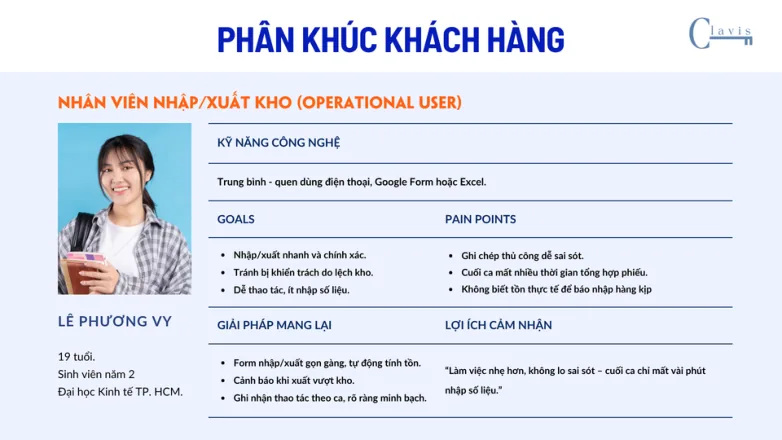 PHÂN KHÚC KHÁCH HÀNG
Clavis
NHÂN VIÊN NHẬP/XUẤT KHO (OPERATIONAL USER)
KỸ NĂNG CÔNG NGHỆ
Trung bình - quen dùng điện thoại, Google Form hoặc Excel.
GOALS
• Nhập/xuất nhanh và chính xác.
• Tránh bị khiển trách do lệch kho.
• Dễ thao tác, ít nhập số liệu.
PAIN POINTS
• Ghi chép thủ công dễ sai sót.
• Cuối ca mất nhiều thời gian tổng hợp phiếu.
• Không biết tồn thực tế để báo nhập hàng kịp
GIẢI PHÁP MANG LẠI
• Form nhập/xuất gọn gàng, tự động tính tồn.
• Cảnh báo khi xuất vượt kho.
• Ghi nhận thao tác theo ca, rõ ràng minh bạch.
LỢI ÍCH CẢM NHẬN
“Làm việc nhẹ hơn, không lo sai sót – cuối ca chỉ mất vài phút
nhập số liệu.”
LÊ PHƯƠNG VY
19 tuổi.
Sinh viên năm 2
Đại học Kinh tế TP. HCM.